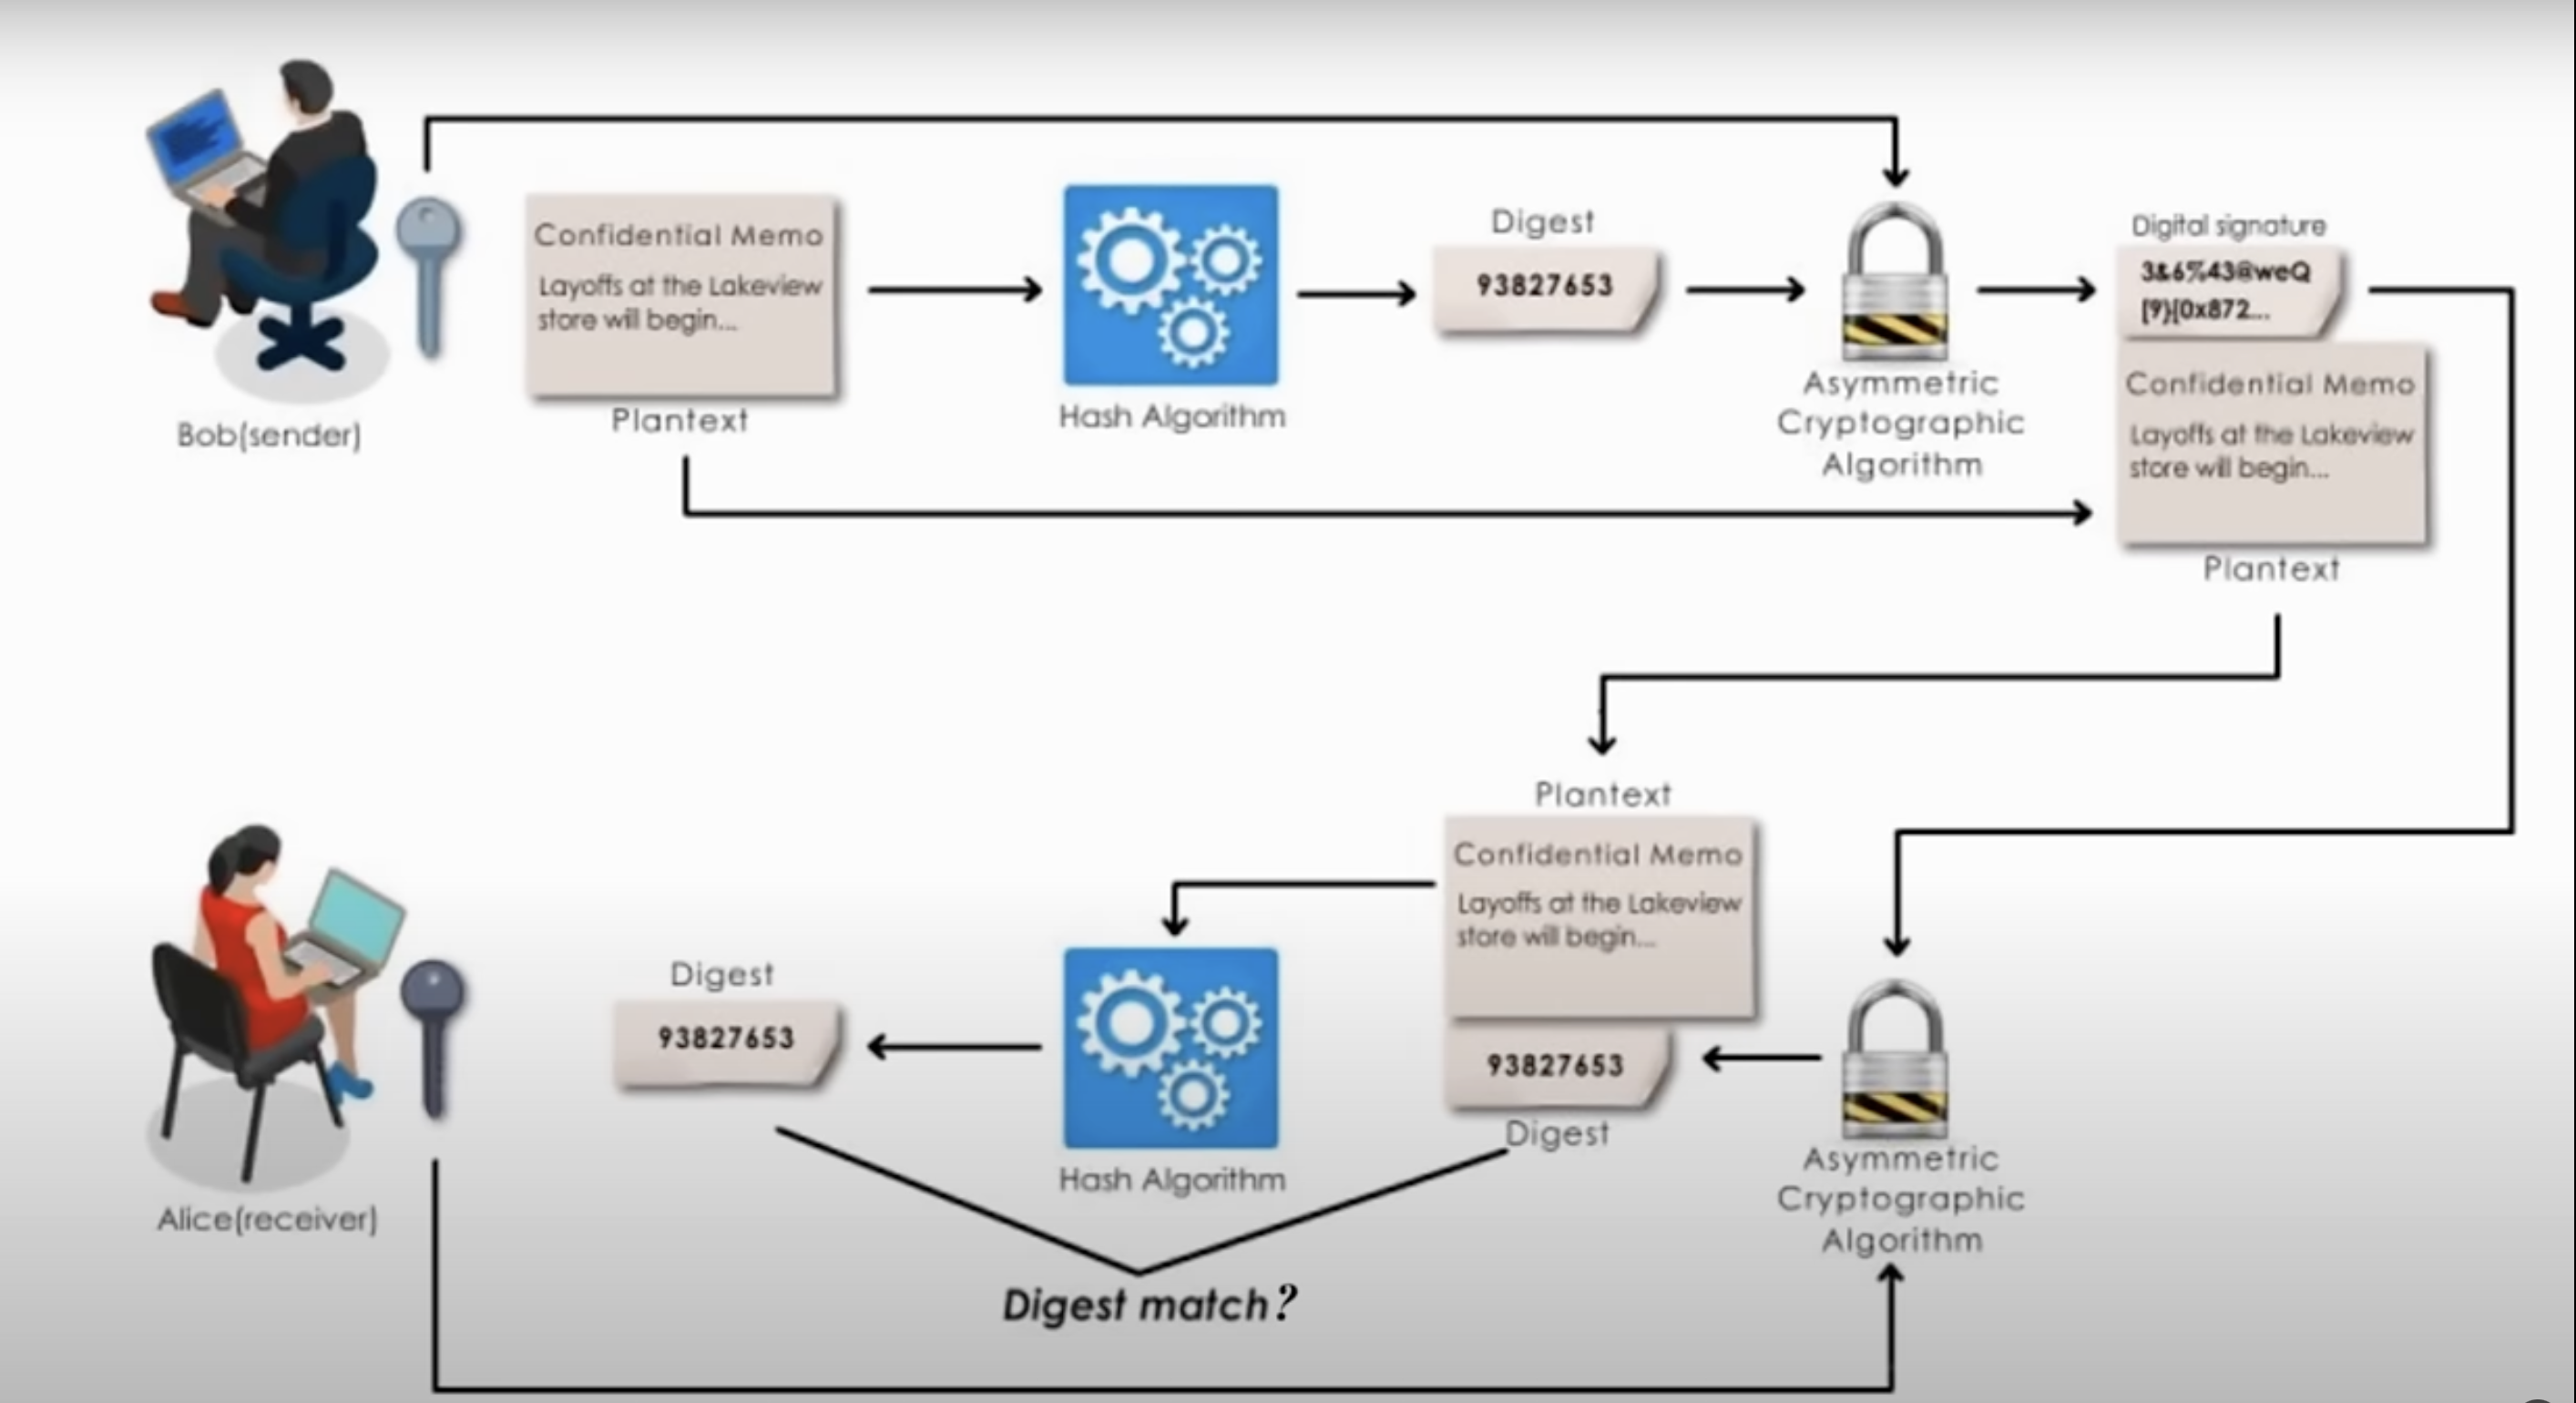 Bob(sender)
Confidential Memo
Layoffs at the Lakeview
store will begin...
Plantext
Hash Algorithm
Digest
93827653
Asymmetric
Cryptographic
Algorithm
Digital signature
3&6%43@weQ
[9}[0x872...
Confidential Memo
Layoffs at the Lakeview
store will begin...
Plantext
Alice(receiver)
Digest
93827653
Hash Algorithm
Plantext
Confidential Memo
Layoffs at the Lakeview
store will begin...
93827653
Digest
Asymmetric
Cryptographic
Algorithm
Digest match?